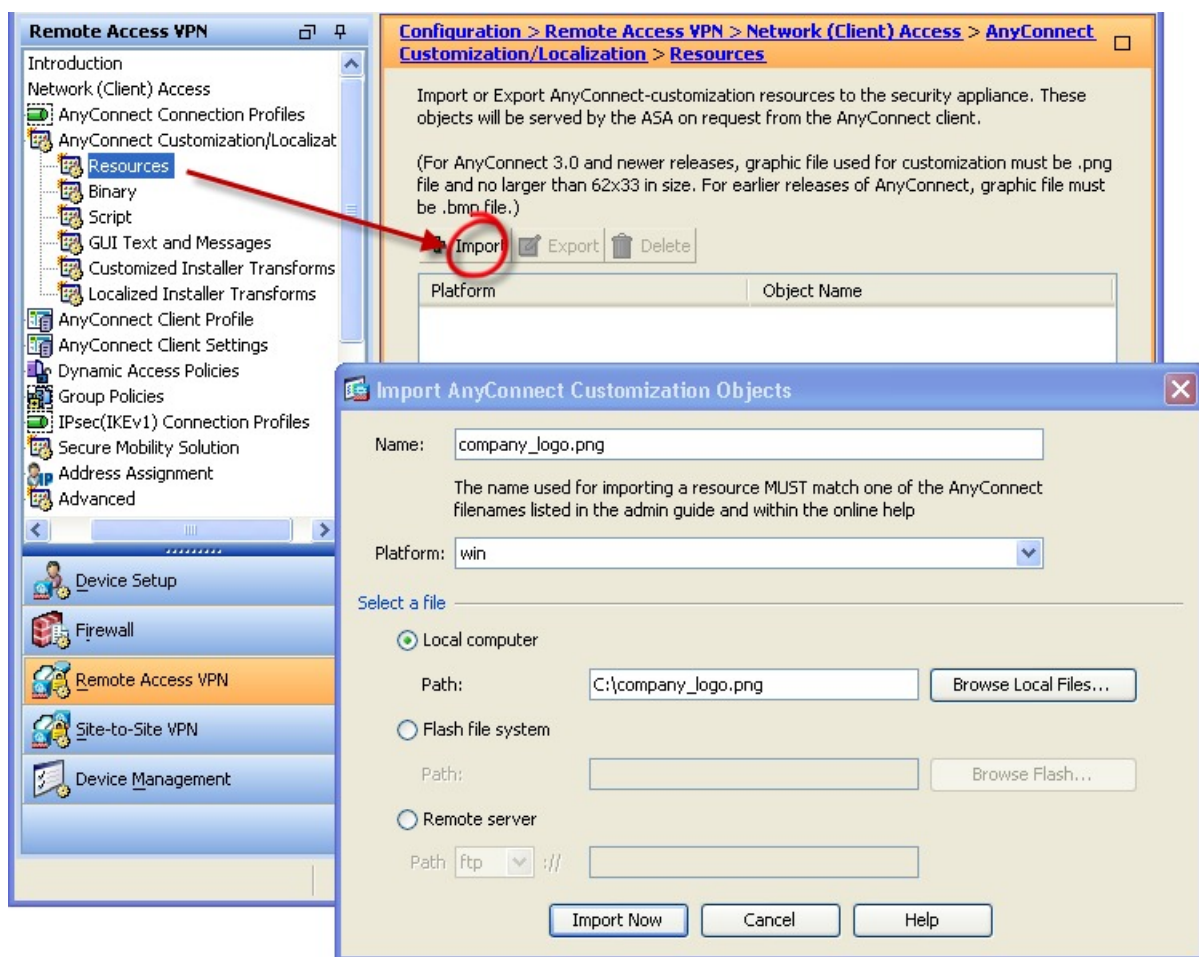 Remote Access VPN
Introduction
Network (Client) Access
AnyConnect Connection Profiles
AnyConnect Customization/Localizat
Resources
Binary
Script
GUI Text and Messages
Customized Installer Transforms
Localized Installer Transforms
AnyConnect Client Profile
AnyConnect Client Settings
Dynamic Access Policies
Group Policies
IPsec(IKEv1) Connection Profiles
Secure Mobility Solution
Address Assignment
Advanced
Device Setup
Firewall
Remote Access VPN
Site-to-Site VPN
Device Management
Configuration > Remote Access VPN > Network (Client) Access > AnyConnect
Customization/Localization > Resources
Import or Export AnyConnect-customization resources to the security appliance. These
objects will be served by the ASA on request from the AnyConnect client.
(For AnyConnect 3.0 and newer releases, graphic file used for customization must be .png
file and no larger than 62x33 in size. For earlier releases of AnyConnect, graphic file must
be .bmp file.)
Import Export Delete
Platform Object Name
Import AnyConnect Customization Objects
Name: company_logo.png
The name used for importing a resource MUST match one of the AnyConnect
filenames listed in the admin guide and within the online help
Platform: win
Select a file
Local computer
Path: C:\company_logo.png Browse Local Files...
Flash file system
Path: Browse Flash...
Remote server
Path ftp ://
Import Now Cancel Help